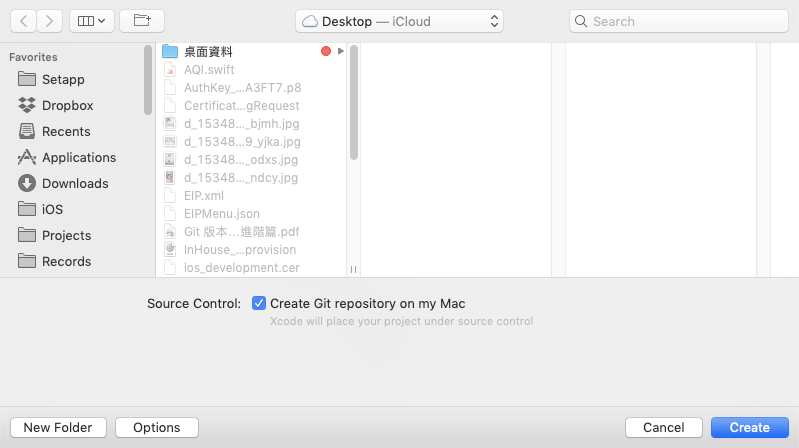 Desktop — iCloud
Search
Favorites
Setapp
Dropbox
Recents
Applications
Downloads
iOS
Projects
Records
桌面資料
AQI.swift
AuthKey_...A3FT7.p8
Certificat...gRequest
d_15348..._bjmh.jpg
d_15348...9_yjka.jpg
d_15348..._odxs.jpg
d_15348..._ndcy.jpg
EIP.xml
EIPMenu.json
Git 版本...進階篇.pdf
InHouse_...provision
ios_development.cer
Source Control: Create Git repository on my Mac
Xcode will place your project under source control
New Folder Options Cancel Create